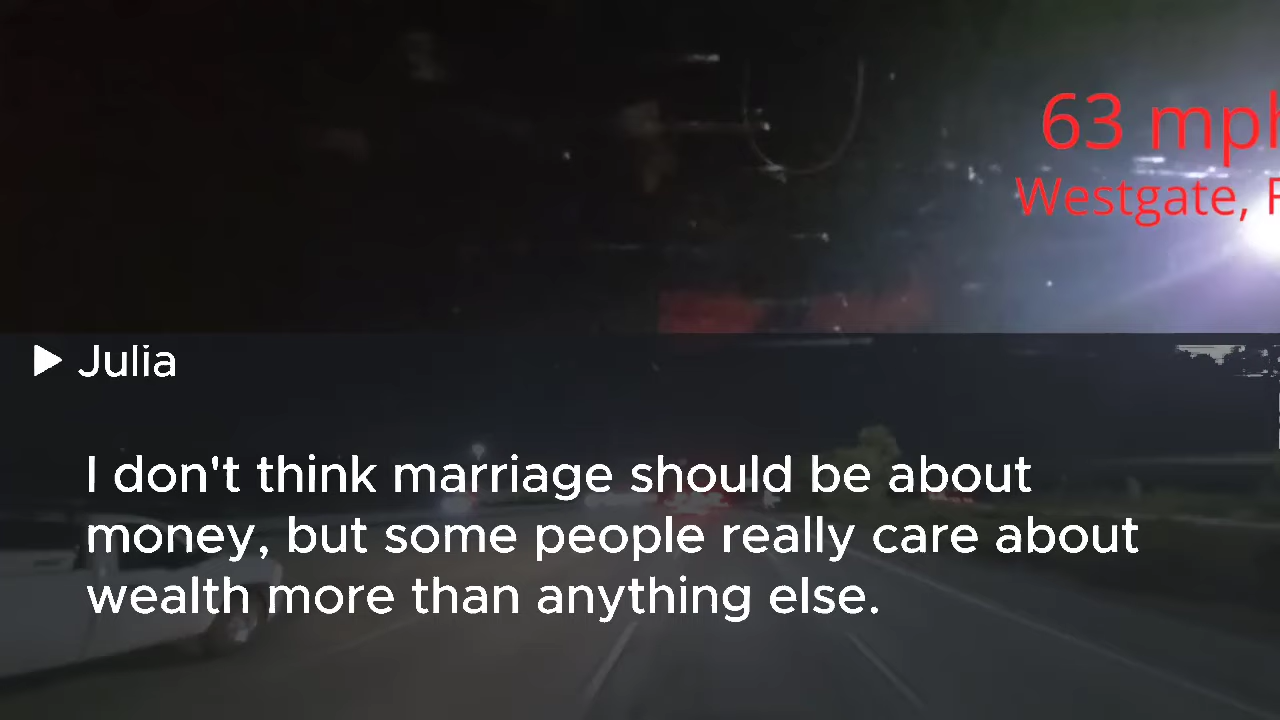 63 mph
Westgate,
Julia
I don't think marriage should be about
money, but some people really care about
wealth more than anything else.